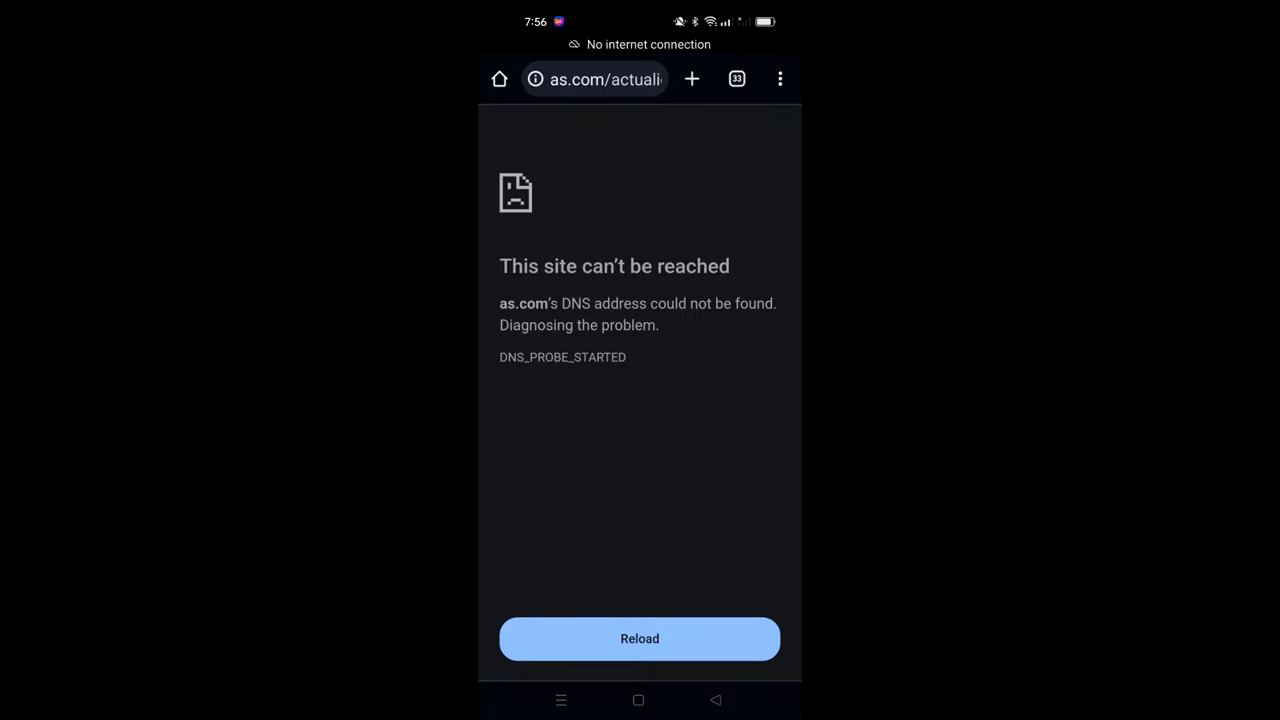 7:56
No internet connection
as.com/actuali
33
This site can’t be reached
as.com’s DNS address could not be found.
Diagnosing the problem.
DNS_PROBE_STARTED
Reload